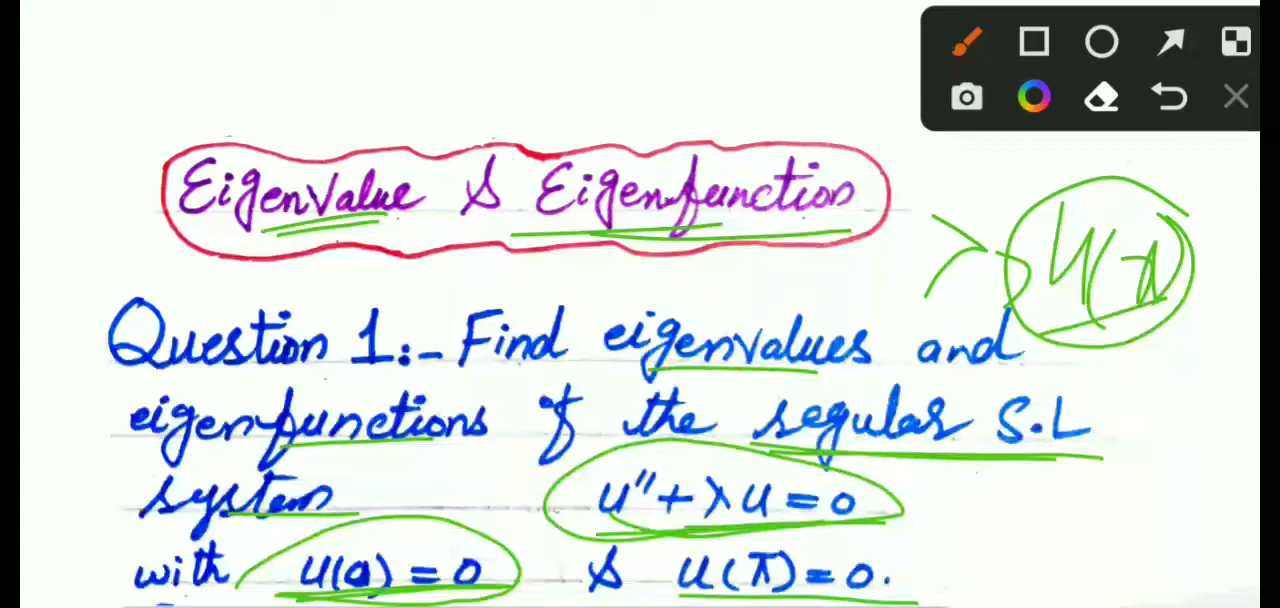 Eigenvalue & Eigenfunction
Question 1:- Find eigenvalues and
eigenfunctions of the regular S.L
system u''+λu=0
with u(0)=0 & u(π)=0.